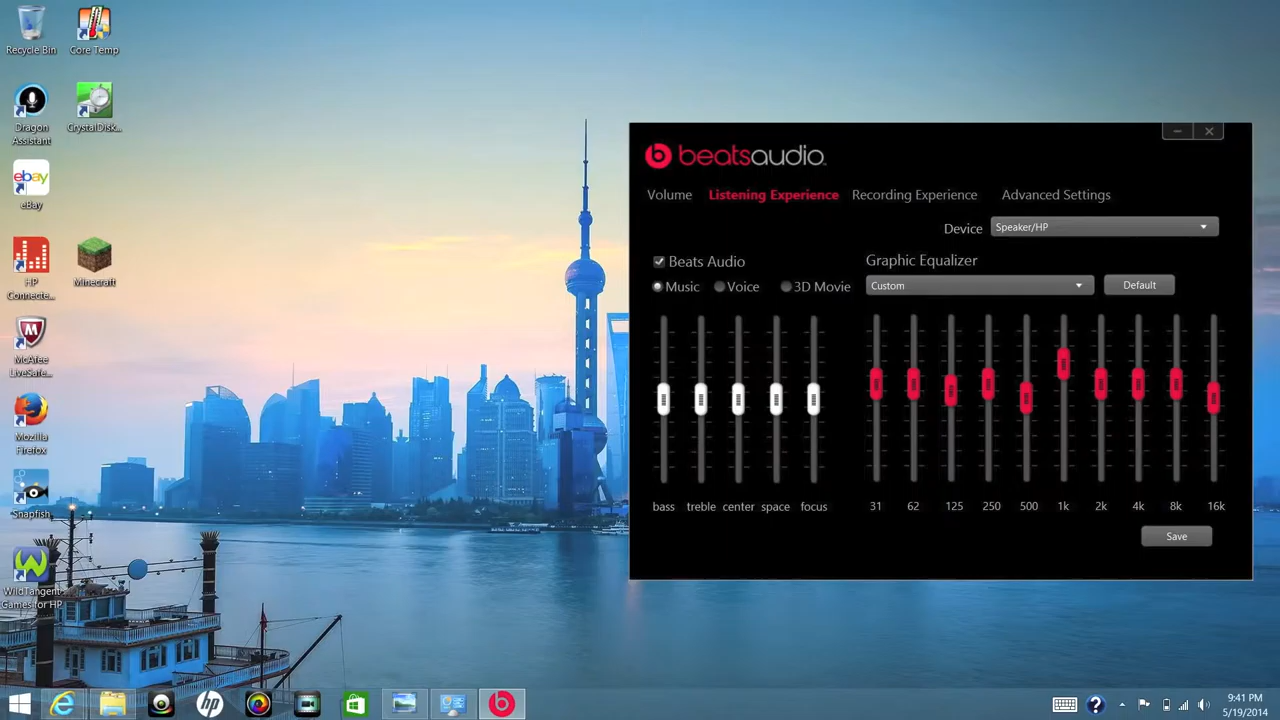 Recycle Bin
Core Temp
Dragon
Assistant
CrystalDisk...
ebay
eBay
HP
Connecte...
Minecraft
McAfee
LiveSafe...
Mozilla
Firefox
Snapfish
WildTangent
Games for HP
beatsaudio
Volume
Listening Experience
Recording Experience
Advanced Settings
Device
Speaker/HP
Beats Audio
Graphic Equalizer
Music
Voice
3D Movie
Custom
Default
bass
treble
center
space
focus
31
62
125
250
500
1k
2k
4k
8k
16k
Save
hp
9:41 PM
5/19/2014